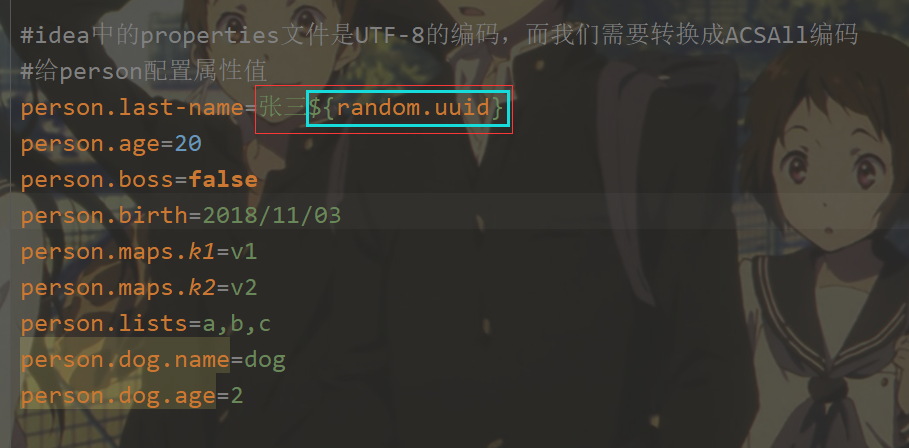 #idea中的properties文件是UTF-8的编码，而我们需要转换成ACSAll编码
#给person配置属性值
person.last-name=张三${random.uuid}
person.age=20
person.boss=false
person.birth=2018/11/03
person.maps.k1=v1
person.maps.k2=v2
person.lists=a,b,c
person.dog.name=dog
person.dog.age=2